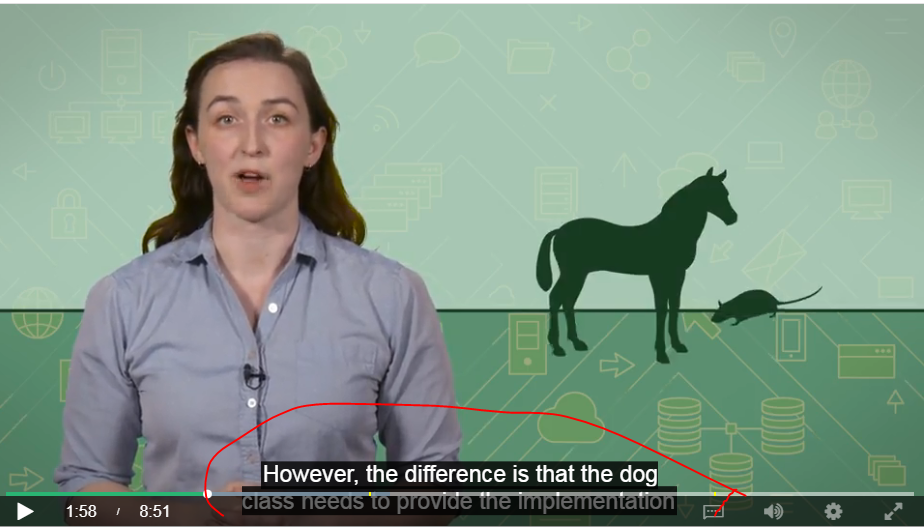 However, the difference is that the dog
class needs to provide the implementation
1:58 / 8:51